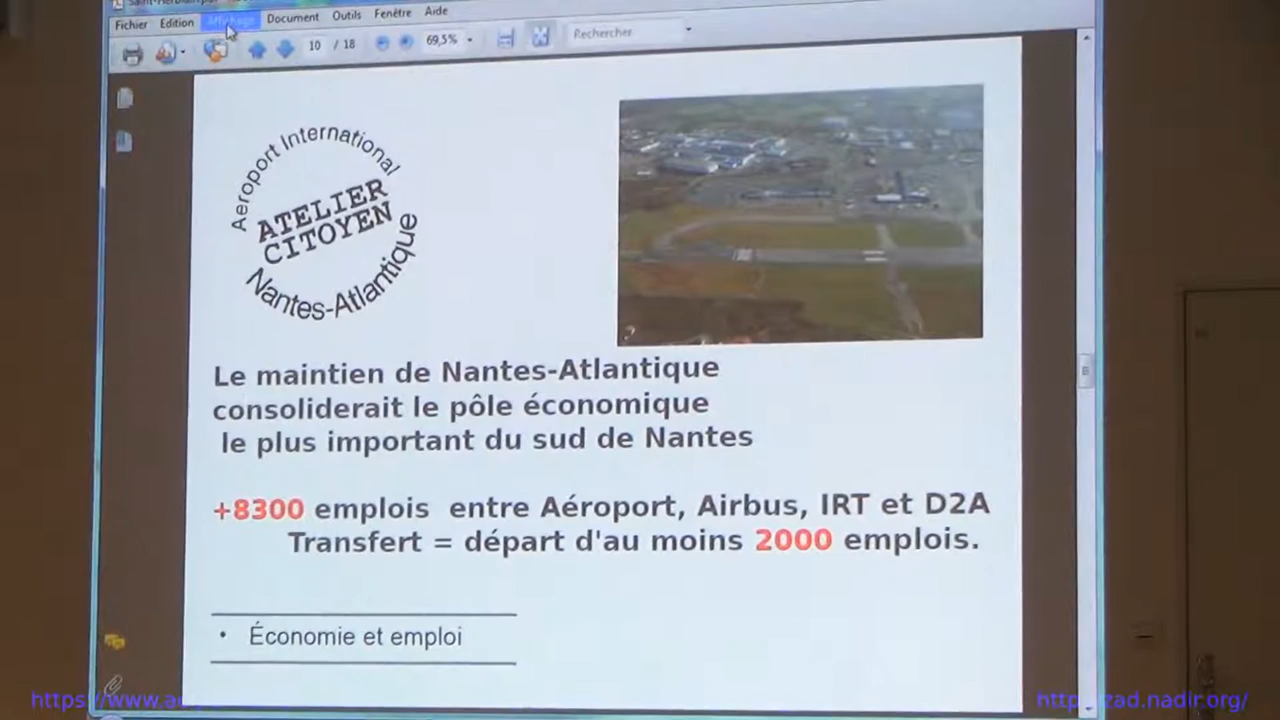 Fichier Edition Affichage Document Outils Fenêtre Aide
10 / 18 69,5% Rechercher
Aeroport International
ATELIER
CITOYEN
Nantes-Atlantique
Le maintien de Nantes-Atlantique
consoliderait le pôle économique
le plus important du sud de Nantes
+8300 emplois entre Aéroport, Airbus, IRT et D2A
Transfert = départ d'au moins 2000 emplois.
• Économie et emploi
zad.nadir.org/